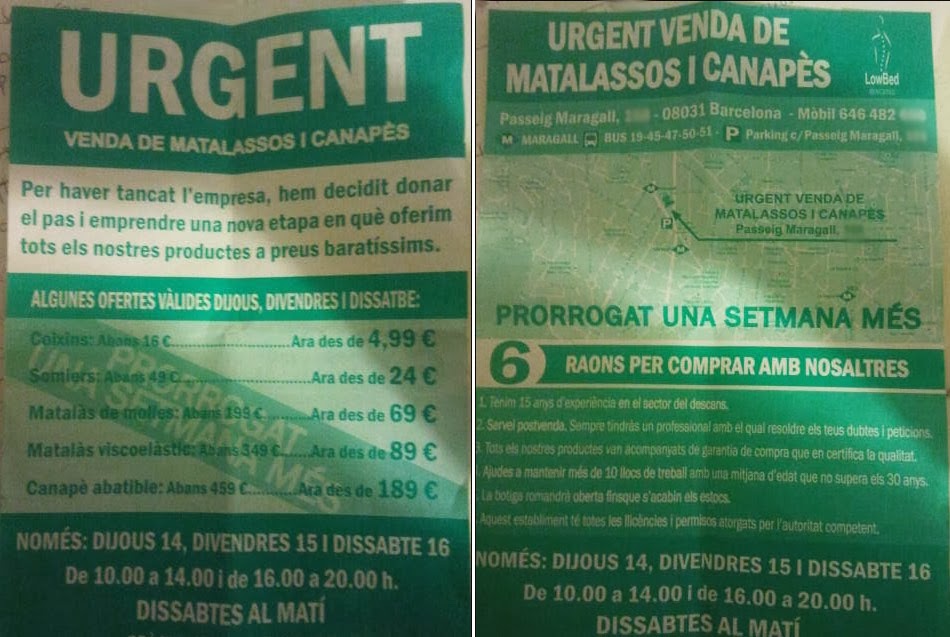 URGENT
VENDA DE MATALASSOS I CANAPÈS
Per haver tancat l'empresa, hem decidit donar
el pas i emprendre una nova etapa en què oferim
tots els nostres productes a preus baratíssims.
ALGUNES OFERTES VÀLIDES DIJOUS, DIVENDRES I DISSATBE:
Coixins: Abans 16 €..........Ara des de 4,99 €
Somiers: Abans 49 €..........Ara des de 24 €
Matalàs de molles: Abans 199 €..........Ara des de 69 €
Matalàs viscoelàstic: Abans 349 €..........Ara des de 89 €
Canapè abatible: Abans 459 €..........Ara des de 189 €
PRORROGAT
UNA SETMANA MÉS
NOMÉS: DIJOUS 14, DIVENDRES 15 I DISSABTE 16
De 10.00 a 14.00 i de 16.00 a 20.00 h.
DISSABTES AL MATÍ
URGENT VENDA DE
MATALASSOS I CANAPÈS
LowBed
Passeig Maragall, - 08031 Barcelona - Mòbil 646 482
M MARAGALL BUS 19-45-47-50-51 - P Parking c/Passeig Maragall,
URGENT VENDA DE
MATALASSOS I CANAPÈS
Passeig Maragall,
PRORROGAT UNA SETMANA MÉS
6 RAONS PER COMPRAR AMB NOSALTRES
1. Tenim 15 anys d'experiència en el sector del descans.
2. Servei postvenda. Sempre tindràs un professional amb el qual resoldre els teus dubtes i peticions.
3. Tots els nostres productes van acompanyats de garantia de compra que en certifica la qualitat.
. Ajudes a mantenir més de 10 llocs de treball amb una mitjana d'edat que no supera els 30 anys.
. La botiga romandrà oberta finsque s'acabin els estocs.
. Aquest establiment té totes les llicències i permisos atorgats per l'autoritat competent.
NOMÉS: DIJOUS 14, DIVENDRES 15 I DISSABTE 16
De 10.00 a 14.00 i de 16.00 a 20.00 h.
DISSABTES AL MATÍ